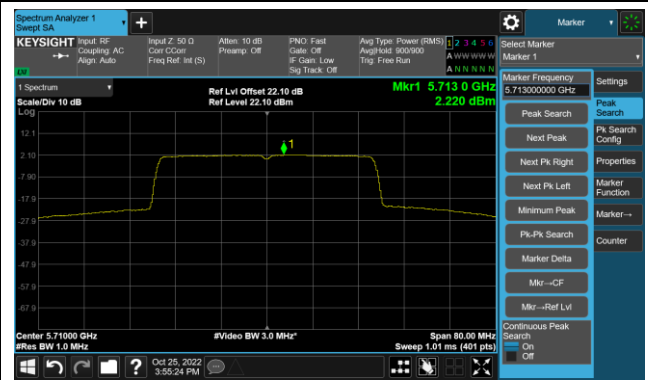 Spectrum Analyzer 1
Swept SA
+
Marker
KEYSIGHT Input: RF
Coupling: AC
Align: Auto
Input Z: 50 Ω
Corr CCorr
Freq Ref: Int (S)
Atten: 10 dB
Preamp: Off
PNO: Fast
Gate: Off
IF Gain: Low
Sig Track: Off
Avg Type: Power (RMS)
Avg|Hold: 900/900
Trig: Free Run
1 2 3 4 5 6
A W W W W W
A N N N N N
LXI
Select Marker
Marker 1
1 Spectrum
Scale/Div 10 dB
Log
Ref Lvl Offset 22.10 dB
Ref Level 22.10 dBm
Mkr1 5.713 0 GHz
2.220 dBm
12.1
2.10
-7.90
-17.9
-27.9
-37.9
-47.9
-57.9
-67.9
1
Center 5.71000 GHz
#Res BW 1.0 MHz
#Video BW 3.0 MHz*
Span 80.00 MHz
Sweep 1.01 ms (401 pts)
Marker Frequency
5.713000000 GHz
Peak Search
Next Peak
Next Pk Right
Next Pk Left
Minimum Peak
Pk-Pk Search
Marker Delta
Mkr→CF
Mkr→Ref Lvl
Continuous Peak
Search
On
Off
Settings
Peak
Search
Pk Search
Config
Properties
Marker
Function
Marker→
Counter
?
Oct 25, 2022
3:55:24 PM